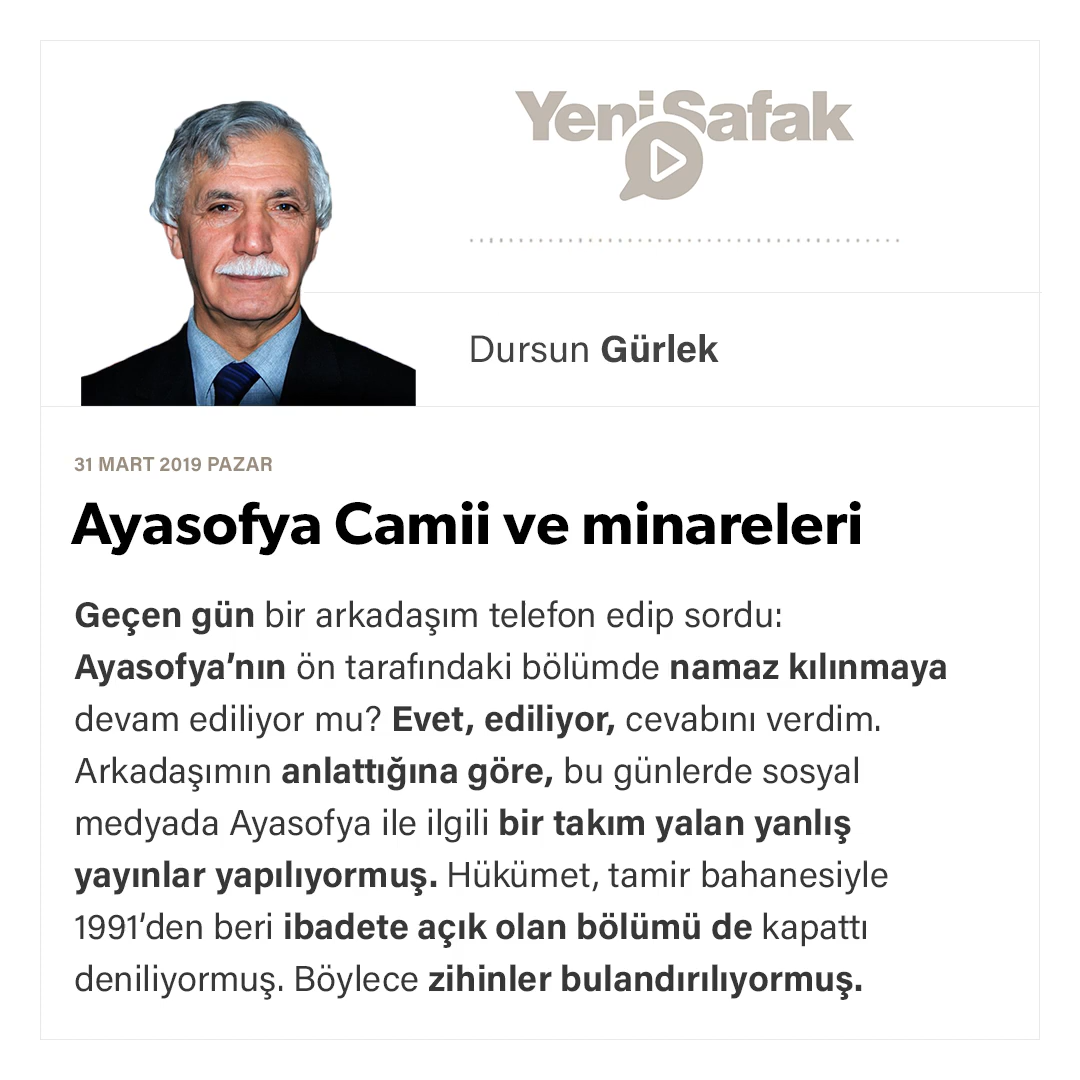 YeniSafak
Dursun Gürlek
31 MART 2019 PAZAR
Ayasofya Camii ve minareleri
Geçen gün bir arkadaşım telefon edip sordu:
Ayasofya’nın ön tarafındaki bölümde namaz kılınmaya
devam ediliyor mu? Evet, ediliyor, cevabını verdim.
Arkadaşımın anlattığına göre, bu günlerde sosyal
medyada Ayasofya ile ilgili bir takım yalan yanlış
yayınlar yapılıyormuş. Hükümet, tamir bahanesiyle
1991’den beri ibadete açık olan bölümü de kapattı
deniliyormuş. Böylece zihinler bulandırılıyormuş.